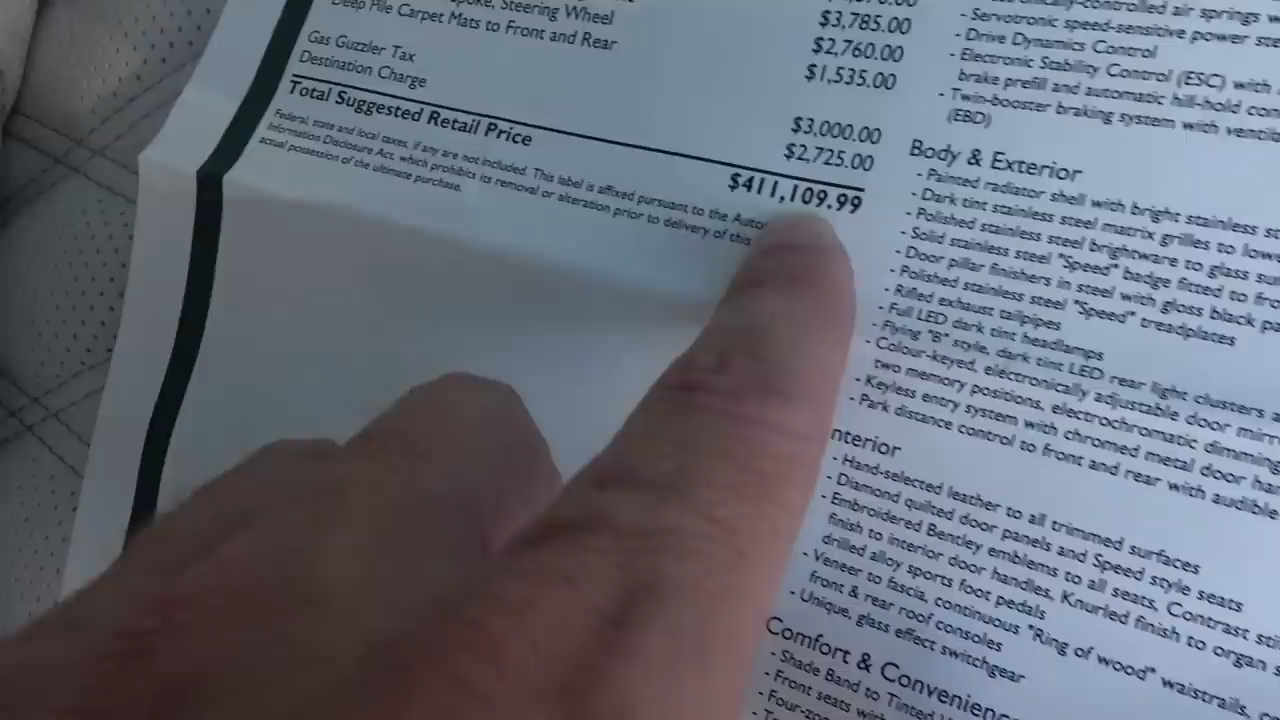 Steering Wheel
Deep Pile Carpet Mats to Front and Rear
$3,785.00
$2,760.00
$1,535.00
Gas Guzzler Tax
$3,000.00
Destination Charge
$2,725.00
Total Suggested Retail Price
$411,109.99
Federal, state and local taxes, if any are not included. This label is affixed pursuant to the
Information Disclosure Act, which prohibits its removal or alteration prior to delivery of this
actual possession of the ultimate purchase.
air springs
- Servotronic speed-sensitive power
- Drive Dynamics Control
- Electronic Stability Control (ESC) with
brake prefill and automatic hill-hold
- Twin-booster braking system with
(EBD)
Body & Exterior
- Painted radiator shell with bright stainless
- Dark tint stainless steel matrix grilles to
- Polished stainless steel brightware to glass
- Solid stainless steel "Speed" badge fitted to
- Door pillar finishers in steel with gloss black
- Polished stainless steel "Speed" treadplates
- Rifled exhaust tailpipes
- Full LED dark tint headlamps
- Flying "B" style, dark tint LED rear light clusters
- Colour-keyed, electronically adjustable door
two memory positions, electrochromatic dimming
- Keyless entry system with chromed metal door
- Park distance control to front and rear with audible
nterior
- Hand-selected leather to all trimmed surfaces
- Diamond quilted door panels and Speed style seats
- Embroidered Bentley emblems to all seats, Contrast
finish to interior door handles, Knurled finish to organ
drilled alloy sports foot pedals
- Veneer to fascia, continuous "Ring of wood" waistrails,
front & rear roof consoles
- Unique, glass effect switchgear
Comfort &
- Shade Band to Tinted
- Front seats